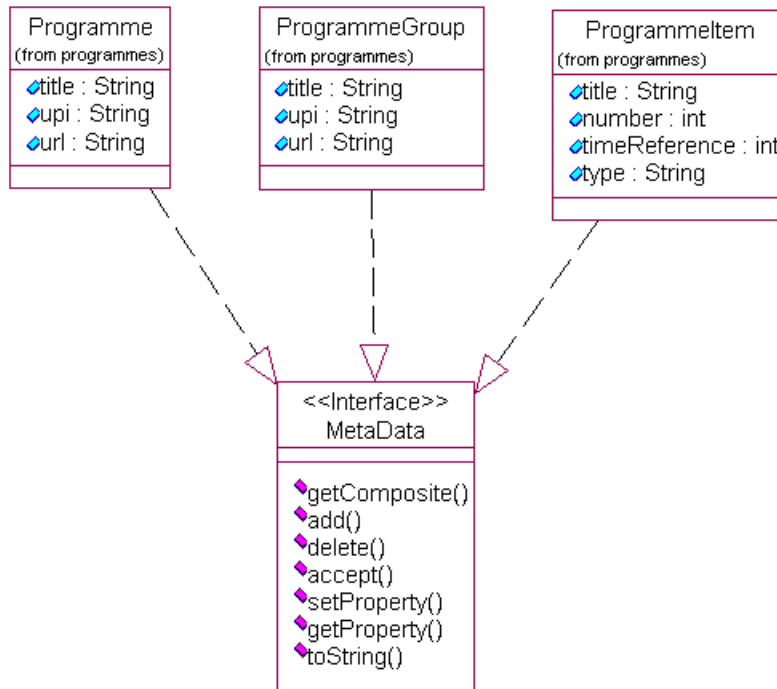 Programme
(from programmes)
title : String
upi : String
url : String
ProgrammeGroup
(from programmes)
title : String
upi : String
url : String
ProgrammeItem
(from programmes)
title : String
number : int
timeReference : int
type : String
<<Interface>>
MetaData
getComposite()
add()
delete()
accept()
setProperty()
getProperty()
toString()